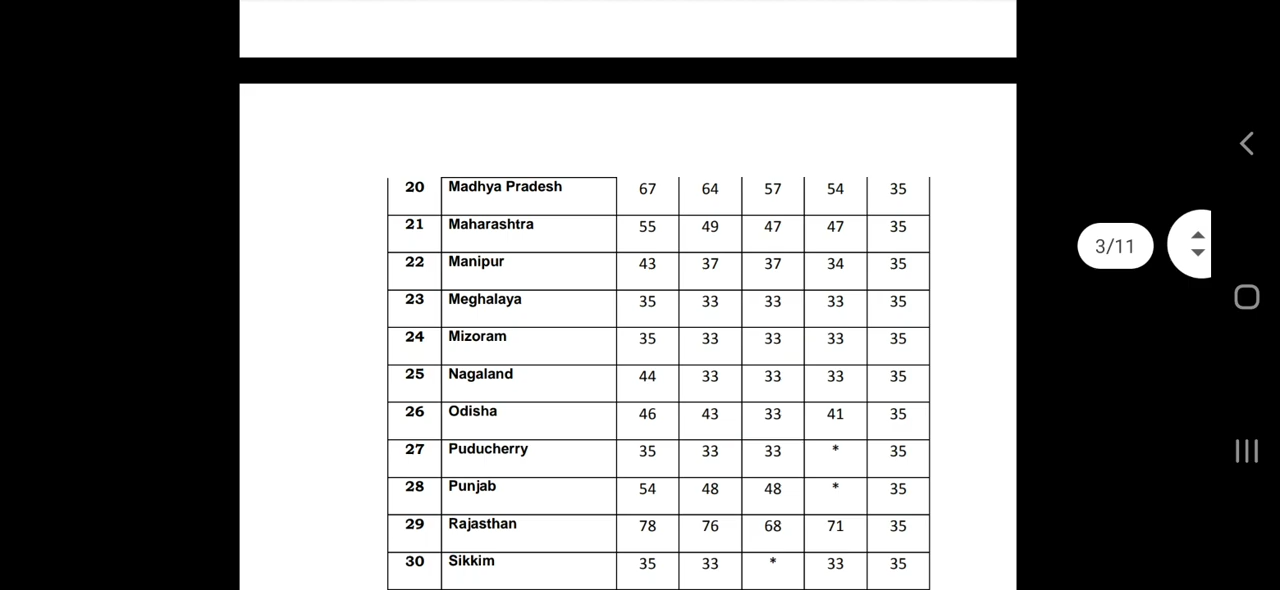 20 Madhya Pradesh 67 64 57 54 35
21 Maharashtra 55 49 47 47 35
22 Manipur 43 37 37 34 35
23 Meghalaya 35 33 33 33 35
24 Mizoram 35 33 33 33 35
25 Nagaland 44 33 33 33 35
26 Odisha 46 43 33 41 35
27 Puducherry 35 33 33 * 35
28 Punjab 54 48 48 * 35
29 Rajasthan 78 76 68 71 35
30 Sikkim 35 33 * 33 35
3/11